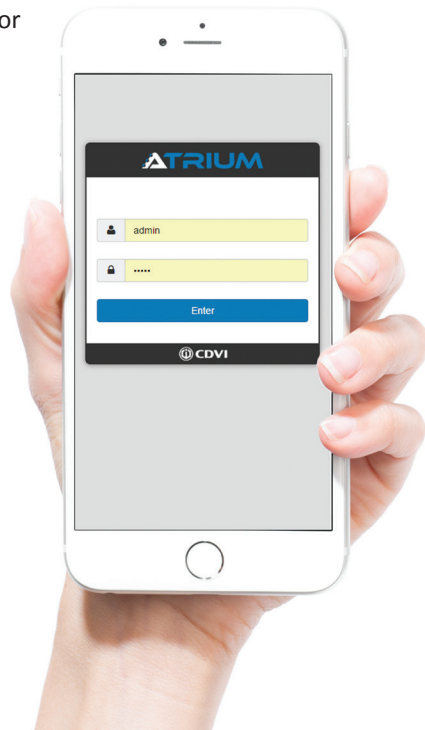 or
ATRIUM
admin
•••••
Enter
CDVI